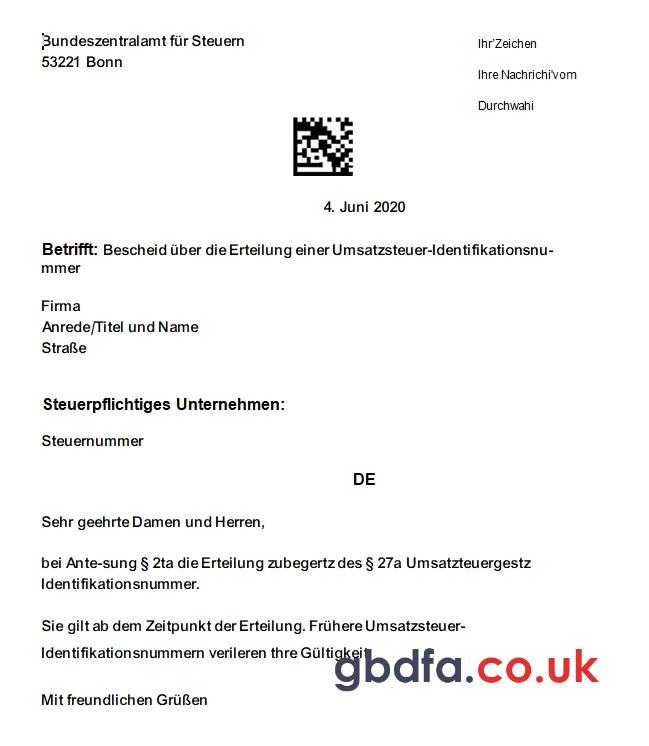 Bundeszentralamt für Steuern
53221 Bonn
Ihr'Zeichen
Ihre Nachrichi'vom
Durchwahi
4. Juni 2020
Betrifft: Bescheid über die Erteilung einer Umsatzsteuer-Identifikationsnu-
mmer
Firma
Anrede/Titel und Name
Straße
Steuerpflichtiges Unternehmen:
Steuernummer
DE
Sehr geehrte Damen und Herren,
bei Ante-sung § 2ta die Erteilung zubegertz des § 27a Umsatzteuergestz
Identifikationsnummer.
Sie gilt ab dem Zeitpunkt der Erteilung. Frühere Umsatzsteuer-
Identifikationsnummern verileren thre Gültigkeit
gbdfa.co.uk
Mit freundlichen Grüßen